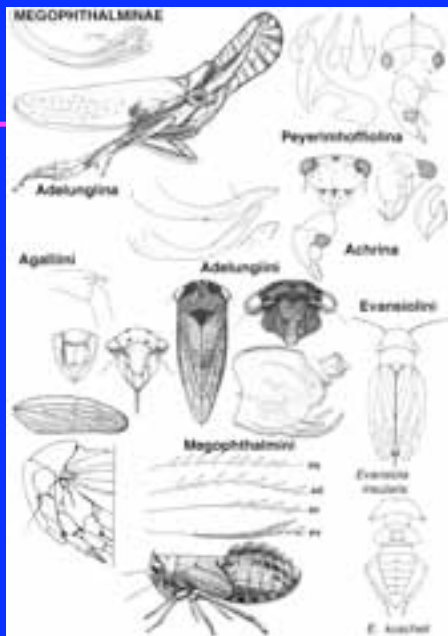 MEGOPHTHALMINAE
Peyerimhoffiolina
Adelungiina
Achrina
Agalliini
Adelungiini
Evansiolini
Megophthalmini
Evansiola
insularis
E. kuscheli